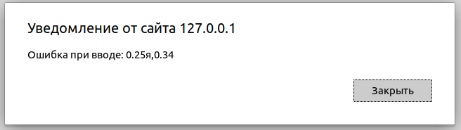 Уведомление от сайта 127.0.0.1
Ошибка при вводе: 0.25я,0.34
Закрыть